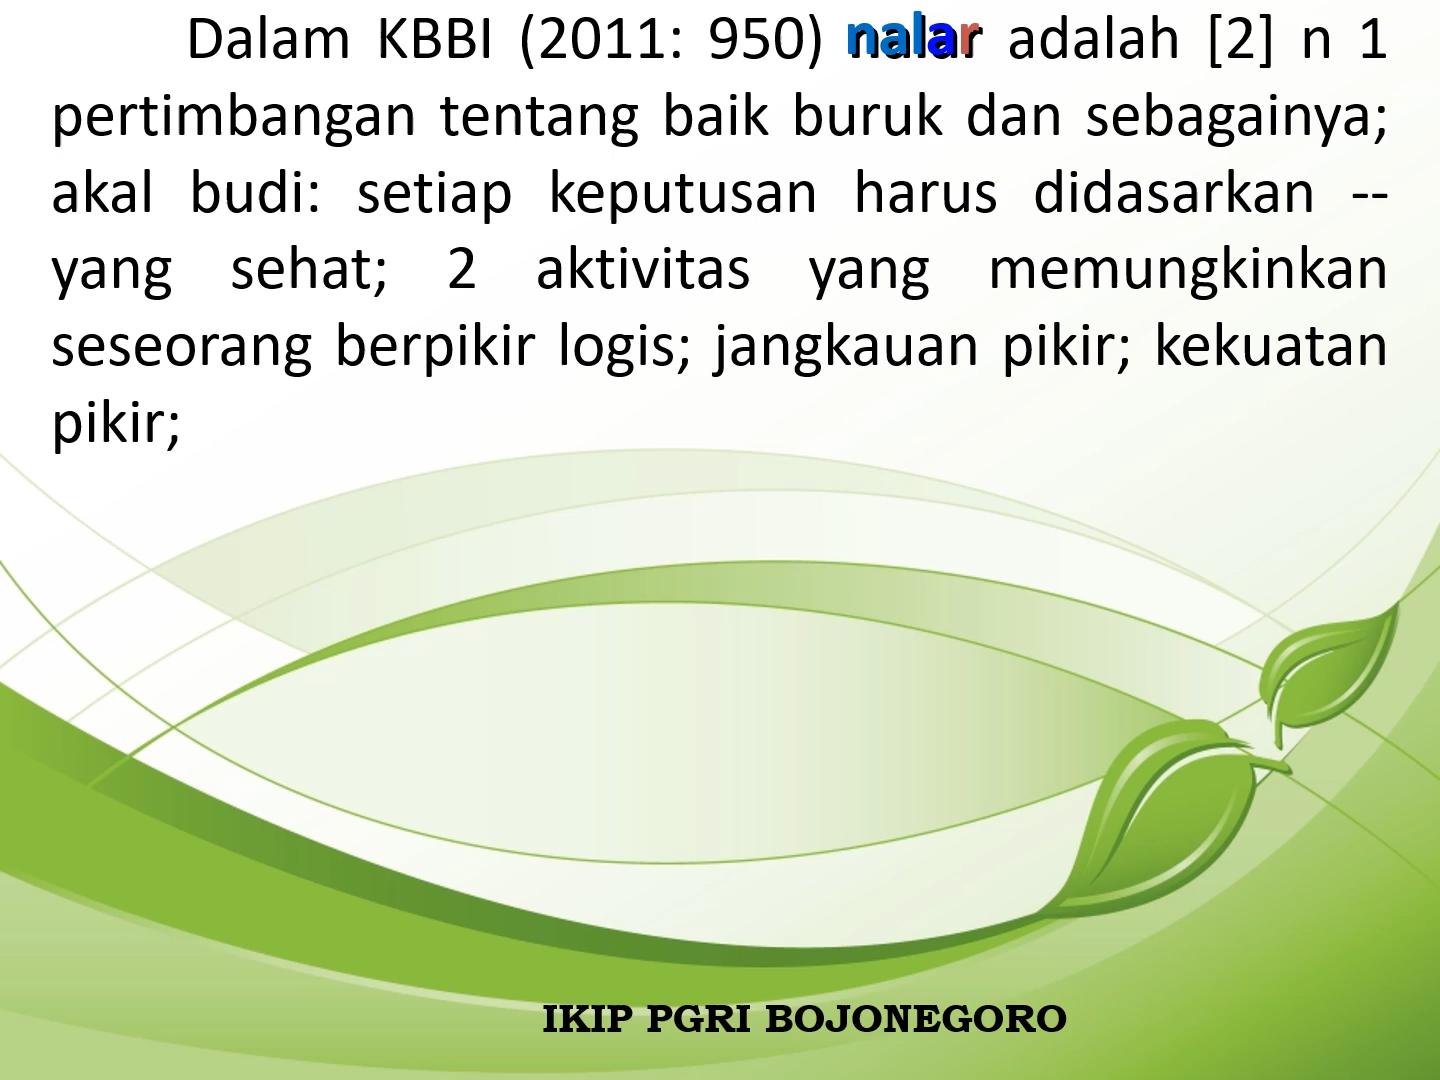 Dalam KBBI (2011: 950) nalar adalah [2] n 1
pertimbangan tentang baik buruk dan sebagainya;
akal budi: setiap keputusan harus didasarkan --
yang sehat; 2 aktivitas yang memungkinkan
seseorang berpikir logis; jangkauan pikir; kekuatan
pikir;
IKIP PGRI BOJONEGORO